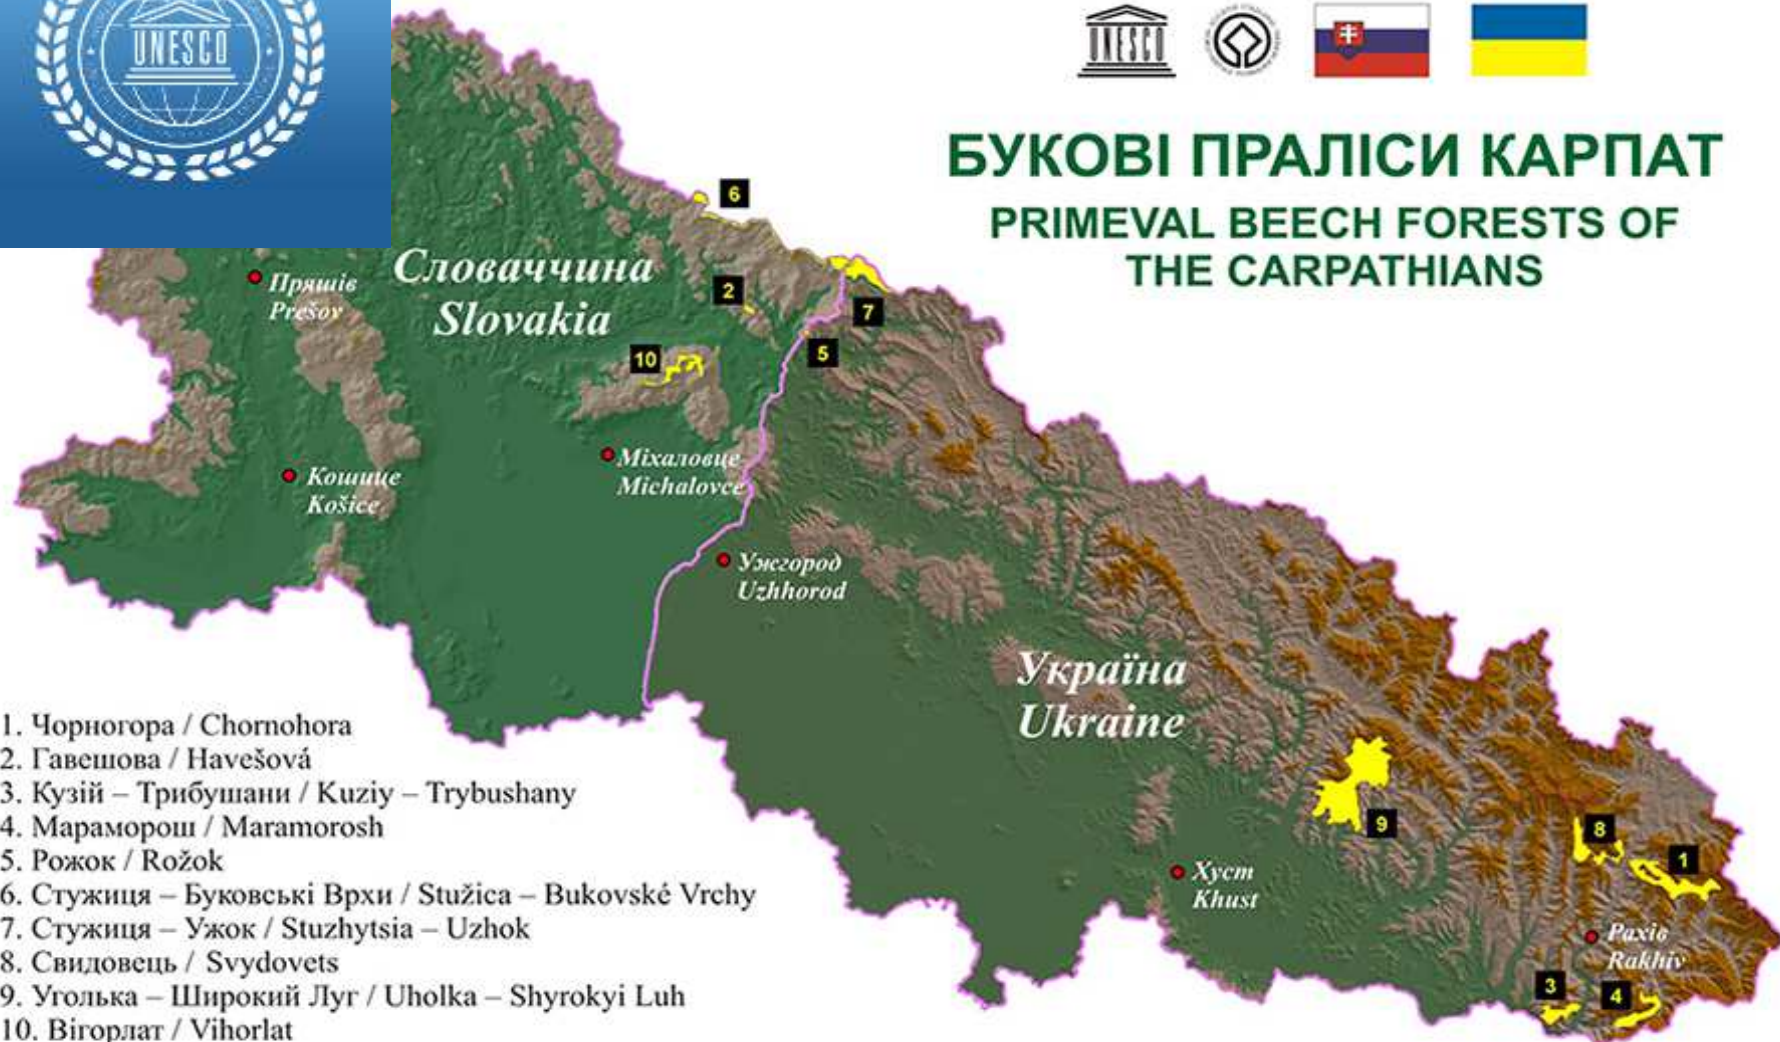 UNESCO
UNESCO
БУКОВІ ПРАЛІСИ КАРПАТ
PRIMEVAL BEECH FORESTS OF
THE CARPATHIANS
6
Словаччина
Slovakia
Пряшів
Prešov
2
7
5
10
Міхаловце
Michalovce
Кошице
Košice
Ужгород
Uzhhorod
Україна
Ukraine
9
8
1
Хуст
Khust
Рахів
Rakhiv
3
4
1. Чорногора / Chornohora
2. Гавешова / Havešová
3. Кузій – Трибушани / Kuziy – Trybushany
4. Мараморош / Maramorosh
5. Рожок / Rožok
6. Стужиця – Буковські Врхи / Stužica – Bukovské Vrchy
7. Стужиця – Ужок / Stuzhytsia – Uzhok
8. Свидовець / Svydovets
9. Уголька – Широкий Луг / Uholka – Shyrokyi Luh
10. Вігорлат / Vihorlat